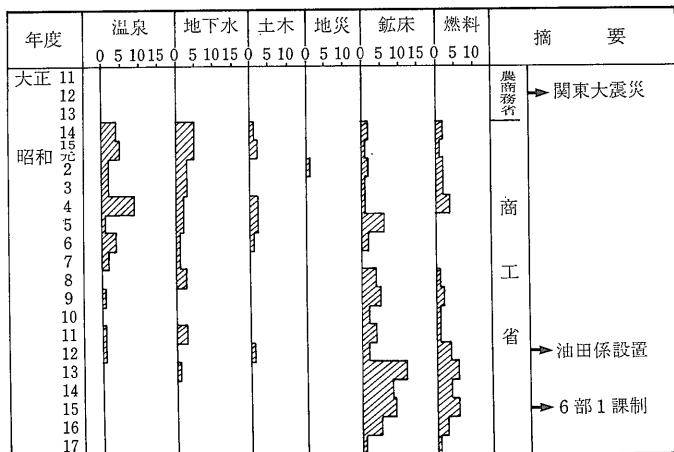 年度 温泉 地下水 土木 地災 鉱床 燃料 摘要
0 5 10 15 0 5 10 15 0 5 10 0 5 10 0 5 10 15 0 5 10
大正 11 農商務省
12 関東大震災
13
14
15
昭和 元
2
3
4 商
5
6
7
8 工
9
10
11 省
12 油田係設置
13
14
15 6部1課制
16
17